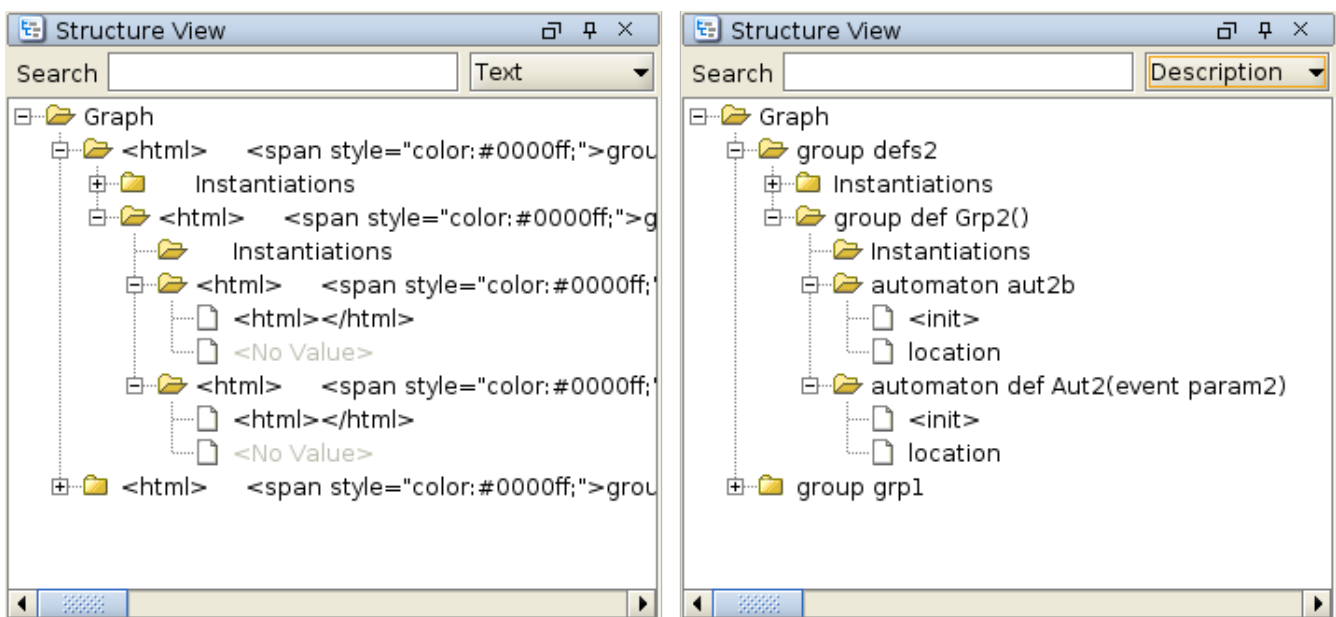 Structure View
Search Text
Graph
<html> <span style="color:#0000ff;">grou
Instantiations
<html> <span style="color:#0000ff;">g
Instantiations
<html> <span style="color:#0000ff;"
<html></html>
<No Value>
<html> <span style="color:#0000ff;"
<html></html>
<No Value>
<html> <span style="color:#0000ff;">grou
Structure View
Search Description
Graph
group defs2
Instantiations
group def Grp2()
Instantiations
automaton aut2b
<init>
location
automaton def Aut2(event param2)
<init>
location
group grp1